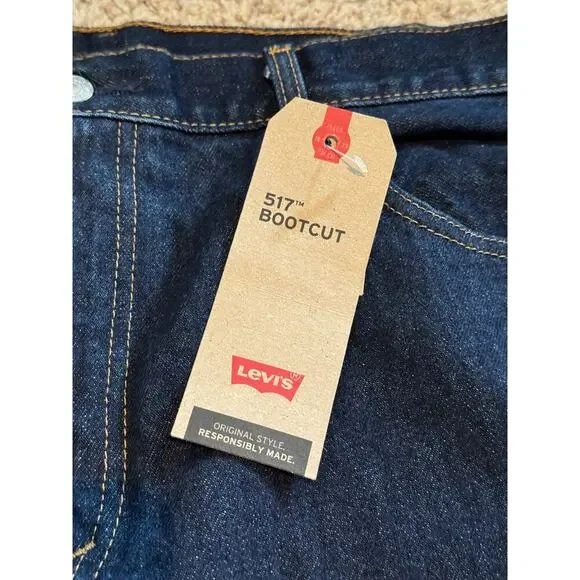 517™
BOOTCUT
LEVI'S®
ORIGINAL STYLE.
RESPONSIBLY MADE.